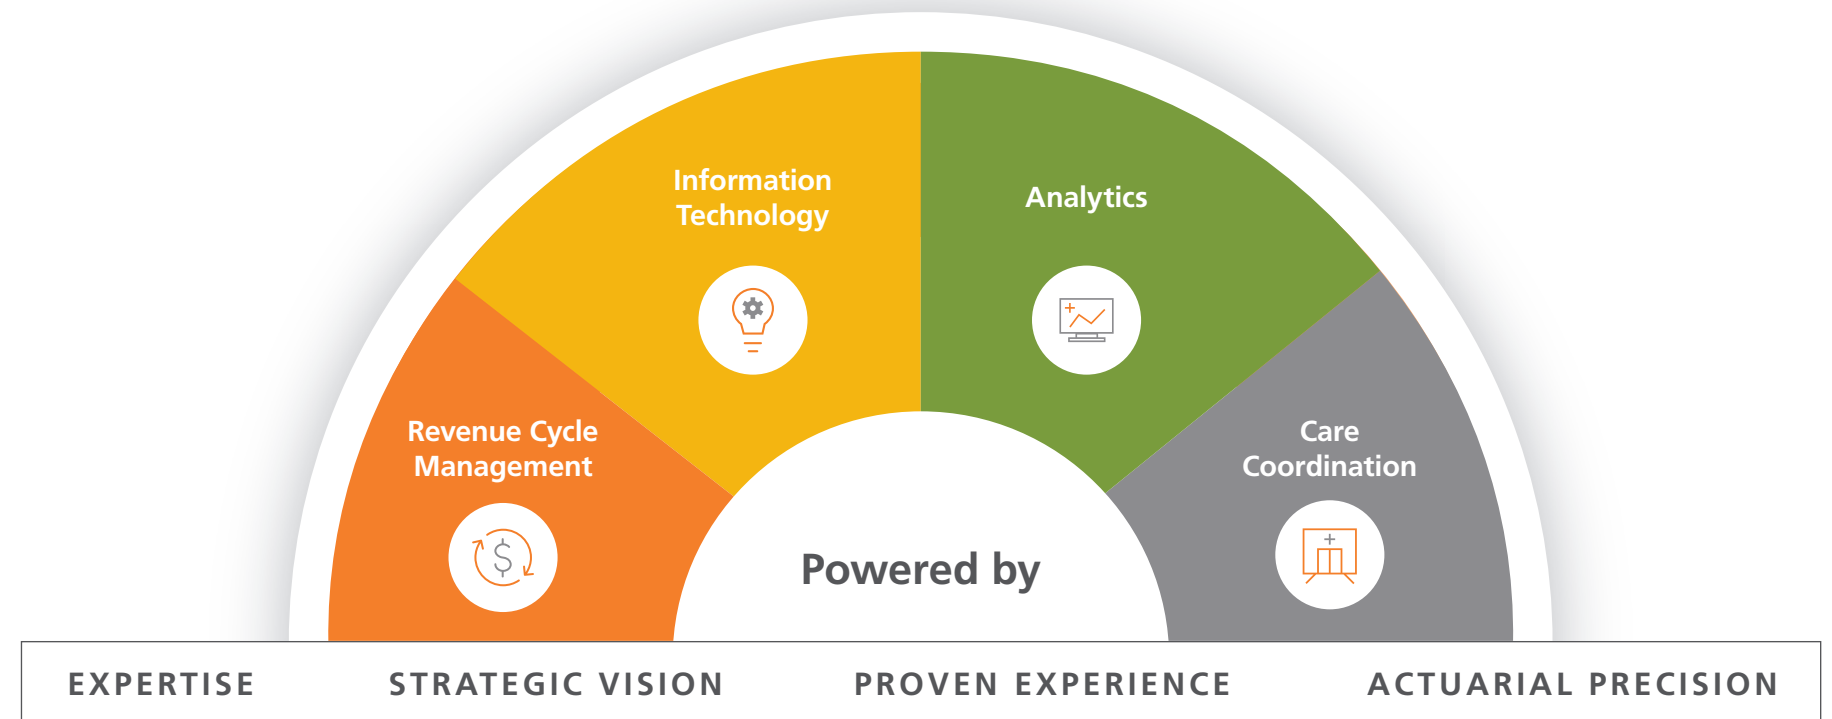 Information
Technology
Analytics
Revenue Cycle
Management
$
Care
Coordination
Powered by
EXPERTISE STRATEGIC VISION PROVEN EXPERIENCE ACTUARIAL PRECISION